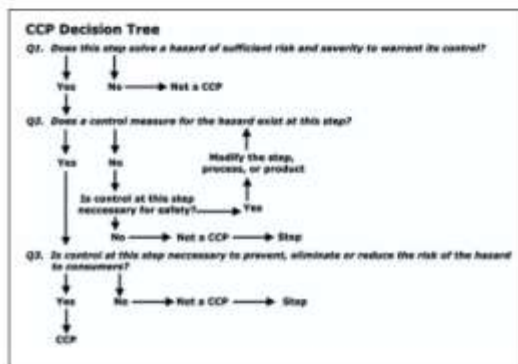 CCP Decision Tree
Q1. Does this step solve a hazard of sufficient risk and severity to warrant its control?
Yes No Not a CCP
Q2. Does a control measure for the hazard exist at this step?
Yes No Modify the step,
process, or product
Is control at this step
neccessary for safety? Yes
No Not a CCP Stop
Q3. Is control at this step neccessary to prevent, eliminate or reduce the risk of the hazard
to consumers?
Yes No Not a CCP Stop
CCP